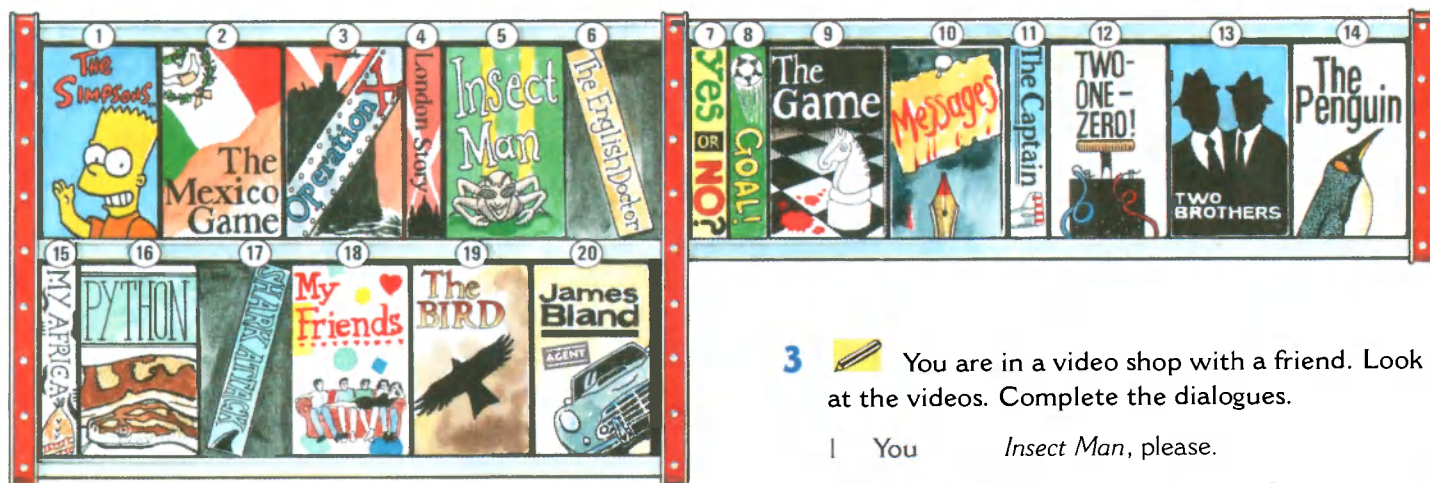 1
The
SIMPSONS
2
The
Mexico
Game
3
Operation X
4
London Story
5
Insect
Man
6
The English Doctor
7
YES OR NO?
8
GOAL!
9
The
Game
10
Messages
11
The Captain
12
TWO-
ONE-
ZERO!
13
TWO
BROTHERS
14
The
Penguin
15
MY AFRICA
16
PYTHON
17
SHARK ATTACK
18
My
Friends
19
The
BIRD
20
James
Bland
AGENT
3 You are in a video shop with a friend. Look
at the videos. Complete the dialogues.
1 You Insect Man, please.